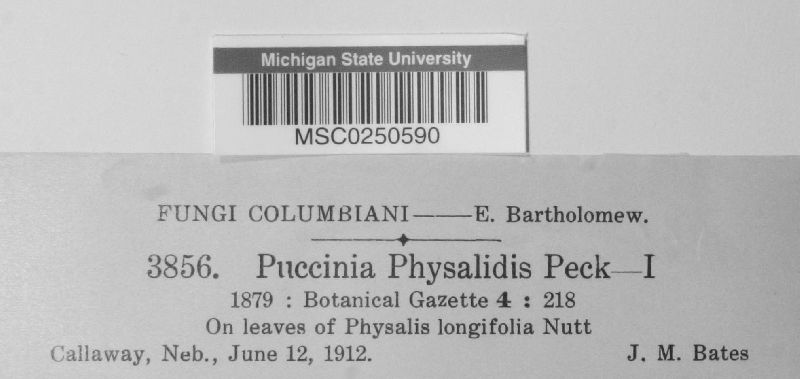 Michigan State University
MSC0250590
FUNGI COLUMBIANI—E. Bartholomew.
3856. Puccinia Physalidis Peck—I
1879 : Botanical Gazette 4 : 218
On leaves of Physalis longifolia Nutt
Callaway, Neb., June 12, 1912. J. M. Bates